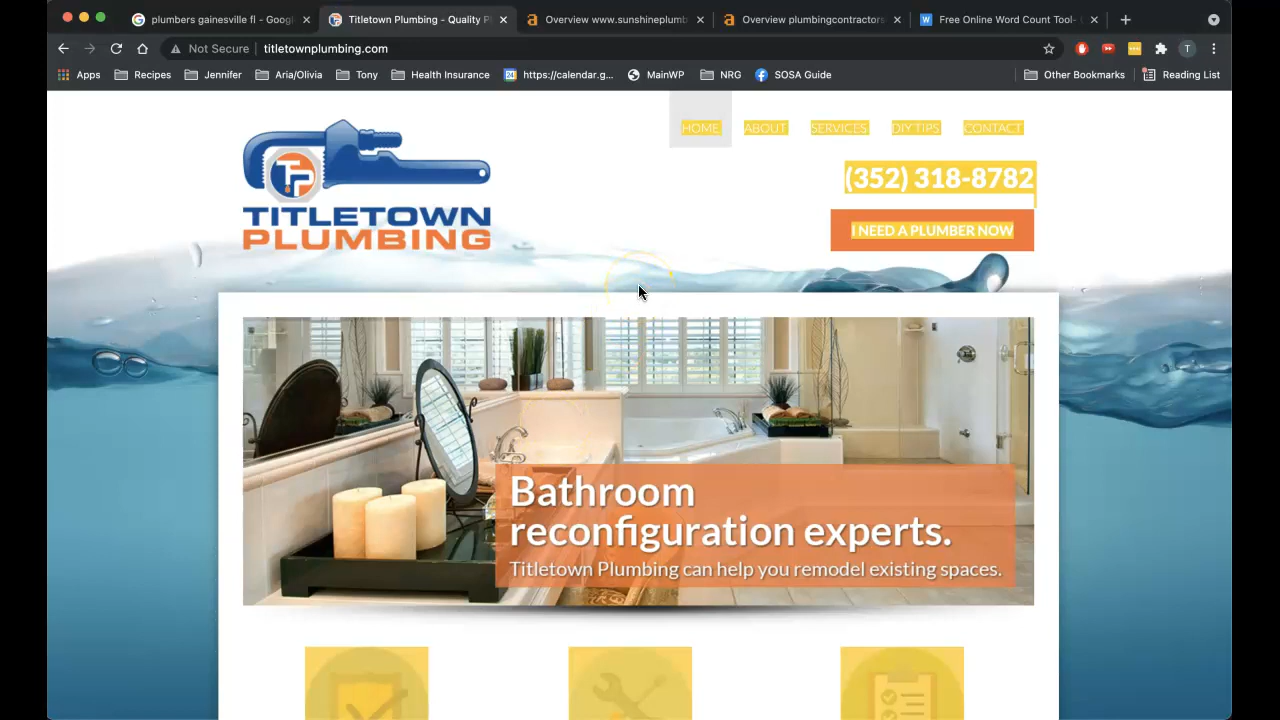 plumbers gainesville fl - Googl
Titletown Plumbing - Quality P
Overview www.sunshineplumb
Overview plumbingcontractors
Free Online Word Count Tool-
Not Secure | titletownplumbing.com
T
Apps
Recipes
Jennifer
Aria/Olivia
Tony
Health Insurance
https://calendar.g...
MainWP
NRG
SOSA Guide
Other Bookmarks
Reading List
HOME
ABOUT
SERVICES
DIY TIPS
CONTACT
(352) 318-8782
I NEED A PLUMBER NOW
TP
TITLETOWN
PLUMBING
Bathroom
reconfiguration experts.
Titletown Plumbing can help you remodel existing spaces.